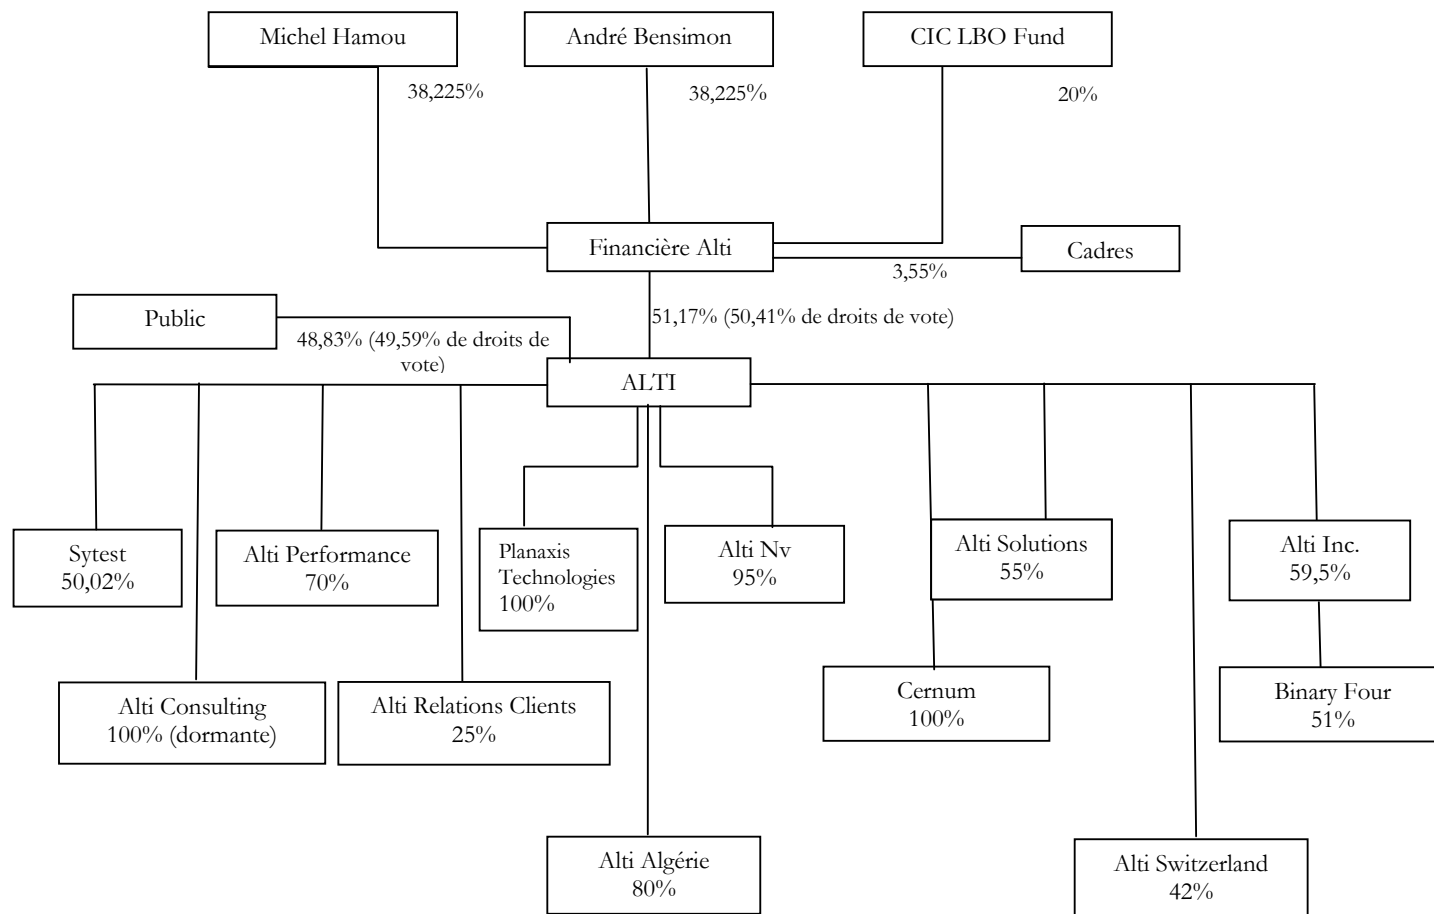 Michel Hamou
André Bensimon
CIC LBO Fund
38,225%
38,225%
20%
Financière Alti
Cadres
3,55%
Public
51,17% (50,41% de droits de vote)
48,83% (49,59% de droits de
vote)
ALTI
Sytest
50,02%
Alti Performance
70%
Planaxis
Technologies
100%
Alti Nv
95%
Alti Solutions
55%
Alti Inc.
59,5%
Alti Consulting
100% (dormante)
Alti Relations Clients
25%
Cernum
100%
Binary Four
51%
Alti Algérie
80%
Alti Switzerland
42%